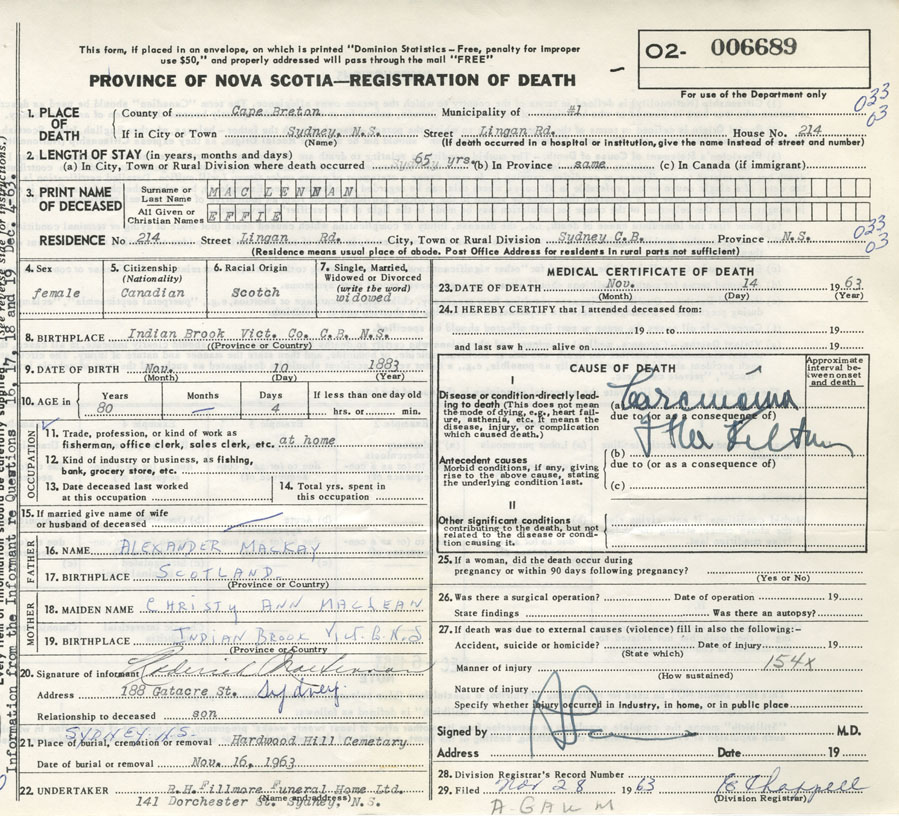 This form, if placed in an envelope, on which is printed "Dominion Statistics – Free, penalty for improper
use $50," and properly addressed will pass through the mail "FREE"
PROVINCE OF NOVA SCOTIA—REGISTRATION OF DEATH
O2- 006689
For use of the Department only
033
03
1. PLACE OF DEATH
County of Cape Breton Municipality of #1
If in City or Town Sydney, N.S. Street Lingan Rd. House No. 214
(Name) (If death occurred in a hospital or institution, give the name instead of street and number)
2. LENGTH OF STAY (in years, months and days)
(a) In City, Town or Rural Division where death occurred 65 yrs. (b) In Province same (c) In Canada (if immigrant)
3. PRINT NAME OF DECEASED
Surname or Last Name MAC LENNAN
All Given or Christian Names EFFIE
033
03
RESIDENCE No 214 Street Lingan Rd. City, Town or Rural Division Sydney C.B. Province N.S.
(Residence means usual place of abode. Post Office Address for residents in rural parts not sufficient)
4. Sex
female
5. Citizenship
(Nationality)
Canadian
6. Racial Origin
Scotch
7. Single, Married, Widowed or Divorced
(write the word)
widowed
8. BIRTHPLACE Indian Brook Vict. Co. C.B. N.S.
(Province or Country)
9. DATE OF BIRTH Nov. 10 1883
(Month) (Day) (Year)
10. AGE in Years Months Days If less than one day old
80 — 4 hrs. or min.
OCCUPATION
11. Trade, profession, or kind of work as
fisherman, office clerk, sales clerk, etc. at home
12. Kind of industry or business, as fishing,
bank, grocery store, etc.
13. Date deceased last worked
at this occupation
14. Total yrs. spent in
this occupation
15. If married give name of wife
or husband of deceased
FATHER
16. NAME ALEXANDER MACKAY
17. BIRTHPLACE SCOTLAND
(Province or Country)
MOTHER
18. MAIDEN NAME CHRISTY ANN MACLEAN
19. BIRTHPLACE INDIAN BROOK VICT. C. N.S
(Province or Country)
20. Signature of informant Roderick MacLennan
Address 188 Gatacre St. Sydney
Relationship to deceased son
SYDNEY N.S.
21. Place of burial, cremation or removal Hardwood Hill Cemetary
Date of burial or removal Nov. 16, 1963
22. UNDERTAKER R.H. Fillmore Funeral Home Ltd.
(Name and address)
141 Dorchester St. Sydney, N.S.
MEDICAL CERTIFICATE OF DEATH
23. DATE OF DEATH Nov. 14 1963
(Month) (Day) (Year)
24. I HEREBY CERTIFY that I attended deceased from:
19 to 19
and last saw h alive on 19
CAUSE OF DEATH
Approximate interval between onset and death
I
Disease or condition directly leading to death (This does not mean the mode of dying, e.g., heart failure, asthenia, etc. It means the disease, injury, or complication which caused death.)
(a) Carcinoma
due to (or as a consequence of)
Antecedent causes
Morbid conditions, if any, giving rise to the above cause, stating the underlying condition last.
(b)
due to (or as a consequence of)
(c)
II
Other significant conditions
contributing to the death, but not related to the disease or condition causing it.
25. If a woman, did the death occur during
pregnancy or within 90 days following pregnancy?
(Yes or No)
26. Was there a surgical operation? Date of operation 19
State findings Was there an autopsy?
27. If death was due to external causes (violence) fill in also the following:-
Accident, suicide or homicide? Date of injury 19
(State which)
Manner of injury 154x
(How sustained)
Nature of injury
Specify whether injury occurred in industry, in home, or in public place
Signed by M.D.
Address Date 19
28. Division Registrar's Record Number
29. Filed Nov 28 1963 E Chappell
(Division Registrar)